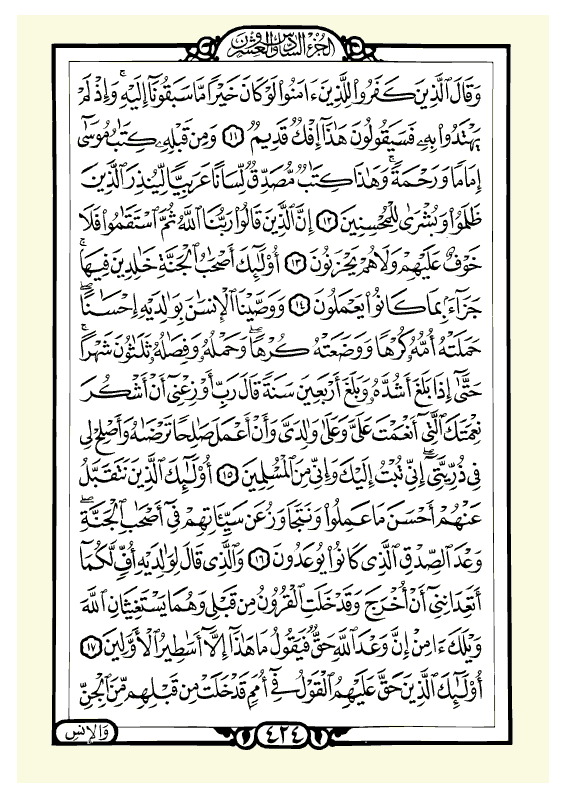 الجزء السادس والعشرون
وَقَالَ ٱلَّذِينَ كَفَرُوا۟ لِلَّذِينَ ءَامَنُوا۟ لَوْ كَانَ خَيْرًا مَّا سَبَقُونَآ إِلَيْهِ ۚ وَإِذْ لَمْ
يَهْتَدُوا۟ بِهِۦ فَسَيَقُولُونَ هَٰذَآ إِفْكٌ قَدِيمٌ ١١ وَمِن قَبْلِهِۦ كِتَٰبُ مُوسَىٰٓ
إِمَامًا وَرَحْمَةً ۚ وَهَٰذَا كِتَٰبٌ مُّصَدِّقٌ لِّسَانًا عَرَبِيًّا لِّيُنذِرَ ٱلَّذِينَ
ظَلَمُوا۟ وَبُشْرَىٰ لِلْمُحْسِنِينَ ١٢ إِنَّ ٱلَّذِينَ قَالُوا۟ رَبُّنَا ٱللَّهُ ثُمَّ ٱسْتَقَٰمُوا۟ فَلَا
خَوْفٌ عَلَيْهِمْ وَلَا هُمْ يَحْزَنُونَ ١٣ أُو۟لَٰٓئِكَ أَصْحَٰبُ ٱلْجَنَّةِ خَٰلِدِينَ فِيهَا
جَزَآءًۢ بِمَا كَانُوا۟ يَعْمَلُونَ ١٤ وَوَصَّيْنَا ٱلْإِنسَٰنَ بِوَٰلِدَيْهِ إِحْسَٰنًا ۖ
حَمَلَتْهُ أُمُّهُۥ كُرْهًا وَوَضَعَتْهُ كُرْهًا ۖ وَحَمْلُهُۥ وَفِصَٰلُهُۥ ثَلَٰثُونَ شَهْرًا ۚ
حَتَّىٰٓ إِذَا بَلَغَ أَشُدَّهُۥ وَبَلَغَ أَرْبَعِينَ سَنَةً قَالَ رَبِّ أَوْزِعْنِىٓ أَنْ أَشْكُرَ
نِعْمَتَكَ ٱلَّتِىٓ أَنْعَمْتَ عَلَىَّ وَعَلَىٰ وَٰلِدَىَّ وَأَنْ أَعْمَلَ صَٰلِحًا تَرْضَىٰهُ وَأَصْلِحْ لِى
فِى ذُرِّيَّتِىٓ ۖ إِنِّى تُبْتُ إِلَيْكَ وَإِنِّى مِنَ ٱلْمُسْلِمِينَ ١٥ أُو۟لَٰٓئِكَ ٱلَّذِينَ نَتَقَبَّلُ
عَنْهُمْ أَحْسَنَ مَا عَمِلُوا۟ وَنَتَجَاوَزُ عَن سَيِّـَٔاتِهِمْ فِىٓ أَصْحَٰبِ ٱلْجَنَّةِ ۖ
وَعْدَ ٱلصِّدْقِ ٱلَّذِى كَانُوا۟ يُوعَدُونَ ١٦ وَٱلَّذِى قَالَ لِوَٰلِدَيْهِ أُفٍّ لَّكُمَآ
أَتَعِدَانِنِىٓ أَنْ أُخْرَجَ وَقَدْ خَلَتِ ٱلْقُرُونُ مِن قَبْلِى وَهُمَا يَسْتَغِيثَانِ ٱللَّهَ
وَيْلَكَ ءَامِنْ إِنَّ وَعْدَ ٱللَّهِ حَقٌّ فَيَقُولُ مَا هَٰذَآ إِلَّآ أَسَٰطِيرُ ٱلْأَوَّلِينَ ١٧
أُو۟لَٰٓئِكَ ٱلَّذِينَ حَقَّ عَلَيْهِمُ ٱلْقَوْلُ فِىٓ أُمَمٍ قَدْ خَلَتْ مِن قَبْلِهِم مِّنَ ٱلْجِنِّ
٤٢٤
وَالْإِنسِ